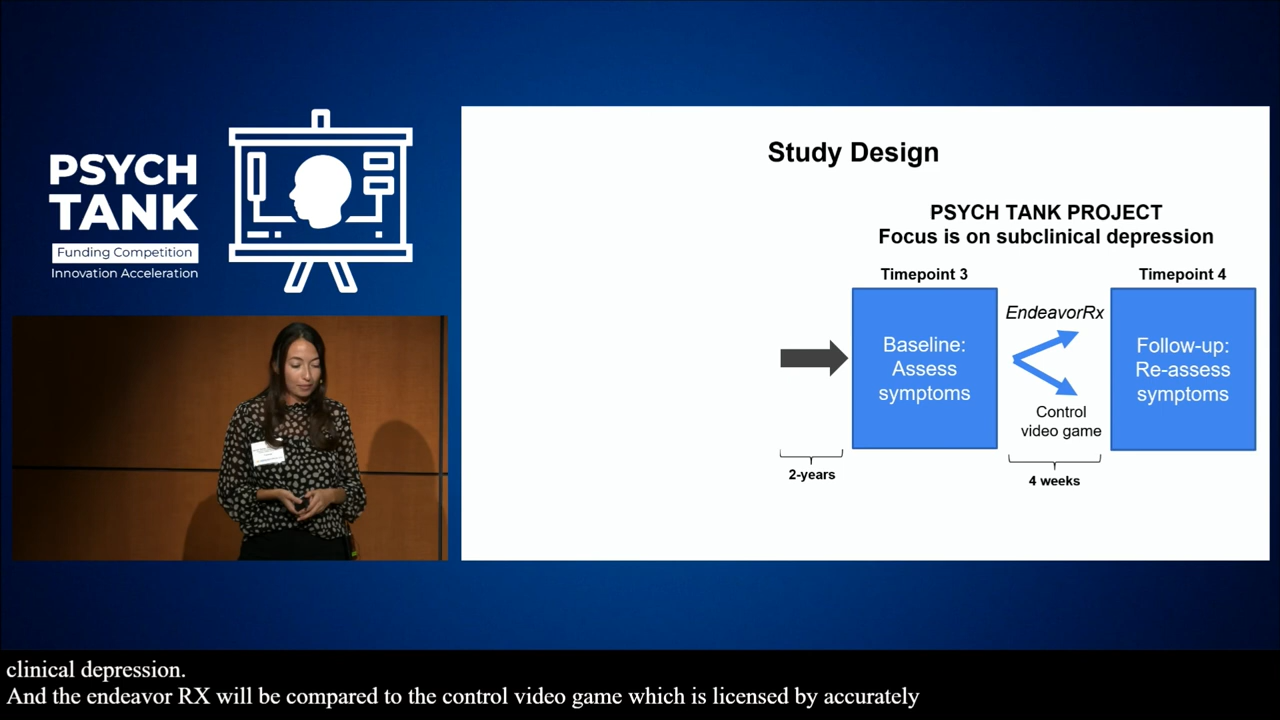 PSYCH
TANK
Funding Competition
Innovation Acceleration
Study Design
PSYCH TANK PROJECT
Focus is on subclinical depression
Timepoint 3
Timepoint 4
EndeavorRx
Baseline:
Assess
symptoms
Follow-up:
Re-assess
symptoms
Control
video game
2-years
4 weeks
clinical depression.
And the endeavor RX will be compared to the control video game which is licensed by accurately